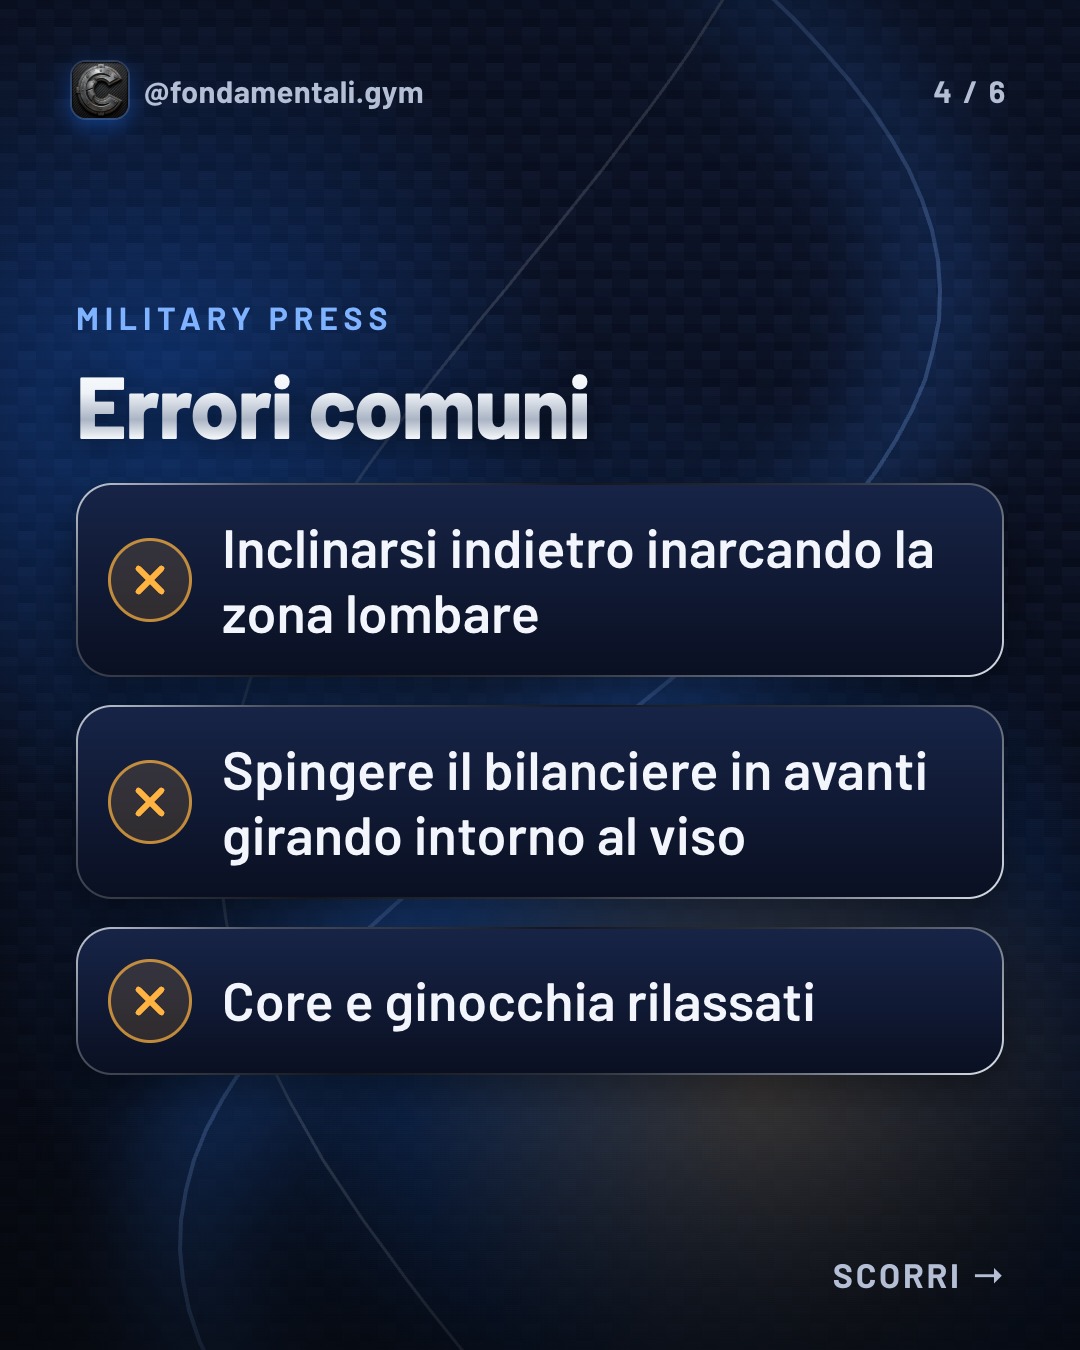 @fondamentali.gym
4 / 6
MILITARY PRESS
Errori comuni
Inclinarsi indietro inarcando la
zona lombare
Spingere il bilanciere in avanti
girando intorno al viso
Core e ginocchia rilassati
SCORRI →